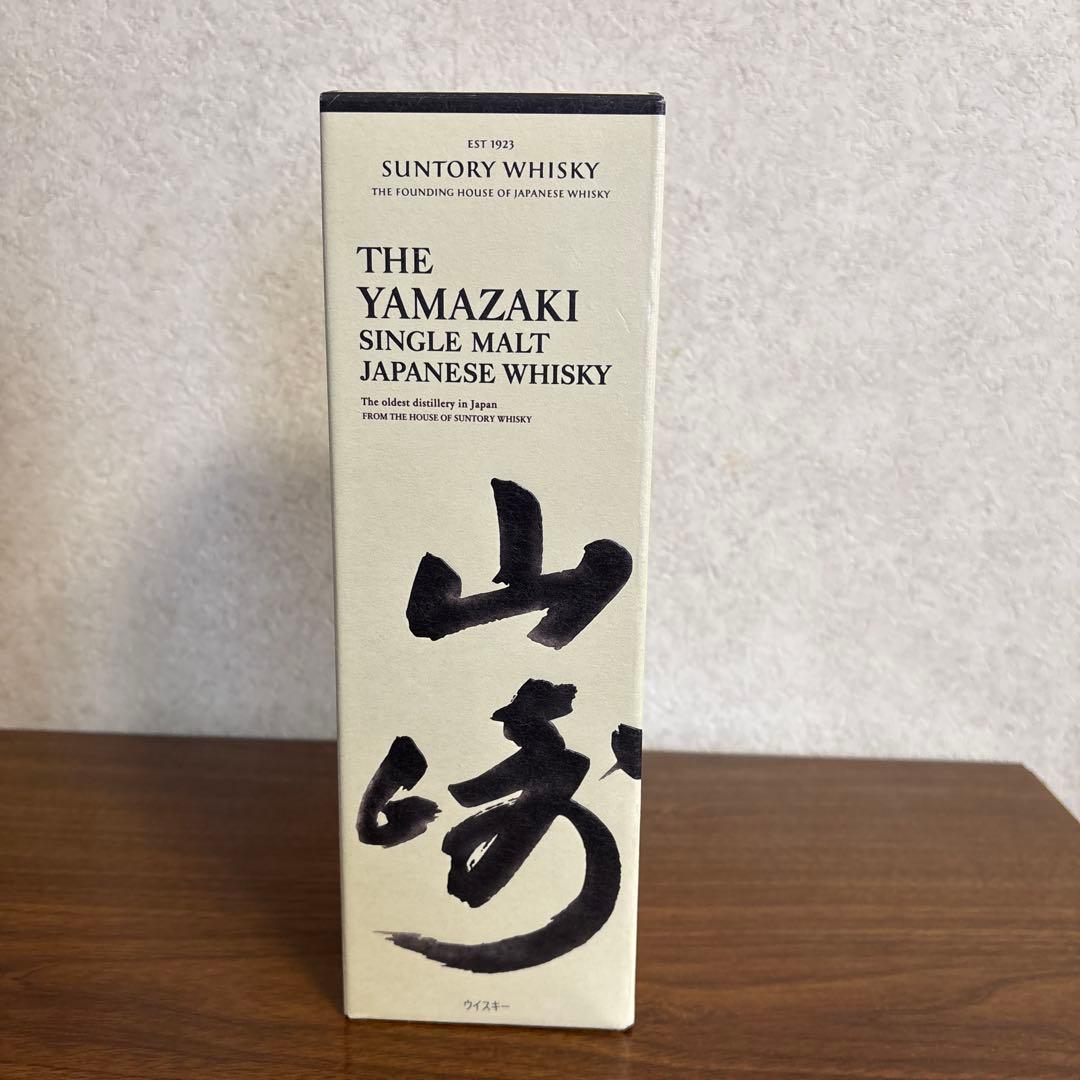 EST 1923
SUNTORY WHISKY
THE FOUNDING HOUSE OF JAPANESE WHISKY
THE
YAMAZAKI
SINGLE MALT
JAPANESE WHISKY
The oldest distillery in Japan
FROM THE HOUSE OF SUNTORY WHISKY
山
崎
ウイスキー